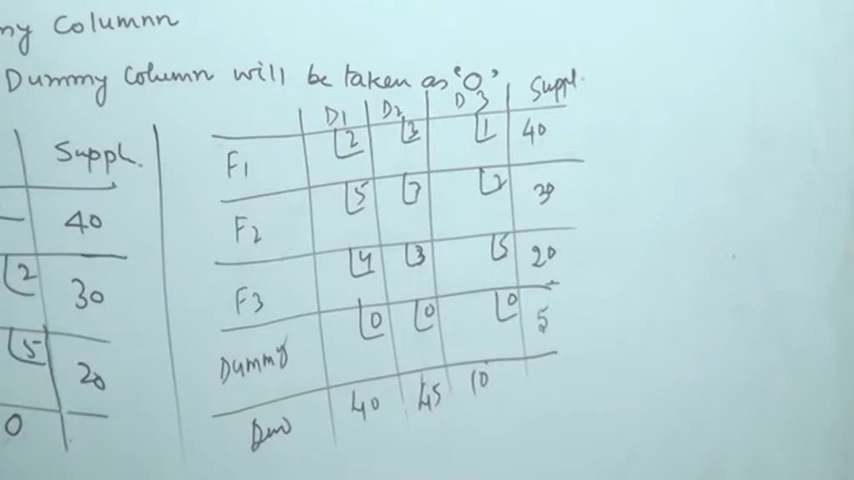 ny Column
Dummy Column will be taken as '0'
Suppl.
40
2 30
5 20
0
D1 D2 D3 Suppl.
F1 2 3 1 40
F2 5 7 2 30
F3 4 3 5 20
Dummy 0 0 0 5
40 45 10